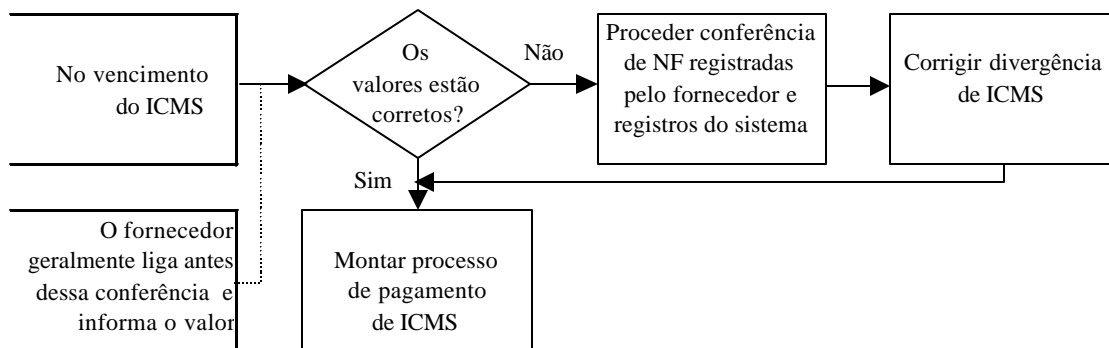 No vencimento
do ICMS
Os
valores estão
corretos?
Não
Proceder conferência
de NF registradas
pelo fornecedor e
registros do sistema
Corrigir divergência
de ICMS
Sim
O fornecedor
geralmente liga antes
dessa conferência e
informa o valor
Montar processo
de pagamento
de ICMS